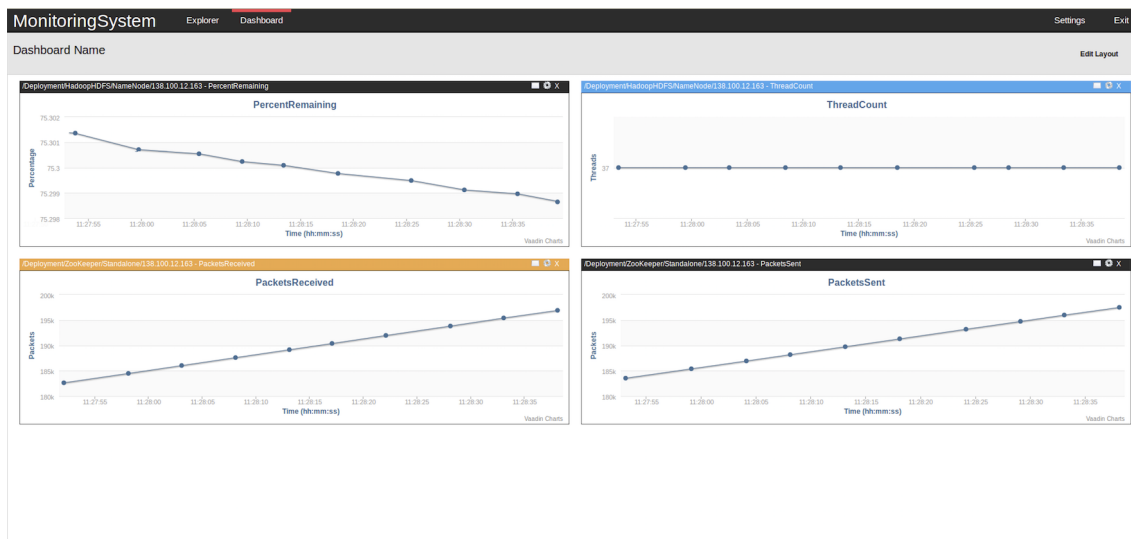 MonitoringSystem Explorer Dashboard Settings Exit
Dashboard Name
Edit Layout
/Deployment/HadoopHDFS/NameNode/138.100.12.163 - PercentRemaining X
PercentRemaining
75.302
75.301
75.3
75.299
75.298
Percentage
11:27:55 11:28:00 11:28:05 11:28:10 11:28:15 11:28:20 11:28:25 11:28:30 11:28:35
Time (hh:mm:ss)
Vaadin Charts
/Deployment/HadoopHDFS/NameNode/138.100.12.163 - ThreadCount X
ThreadCount
37
Threads
11:27:55 11:28:00 11:28:05 11:28:10 11:28:15 11:28:20 11:28:25 11:28:30 11:28:35
Time (hh:mm:ss)
Vaadin Charts
/Deployment/ZooKeeper/Standalone/138.100.12.163 - PacketsReceived X
PacketsReceived
200k
195k
190k
185k
180k
Packets
11:27:55 11:28:00 11:28:05 11:28:10 11:28:15 11:28:20 11:28:25 11:28:30 11:28:35
Time (hh:mm:ss)
Vaadin Charts
/Deployment/ZooKeeper/Standalone/138.100.12.163 - PacketsSent X
PacketsSent
200k
195k
190k
185k
180k
Packets
11:27:55 11:28:00 11:28:05 11:28:10 11:28:15 11:28:20 11:28:25 11:28:30 11:28:35
Time (hh:mm:ss)
Vaadin Charts